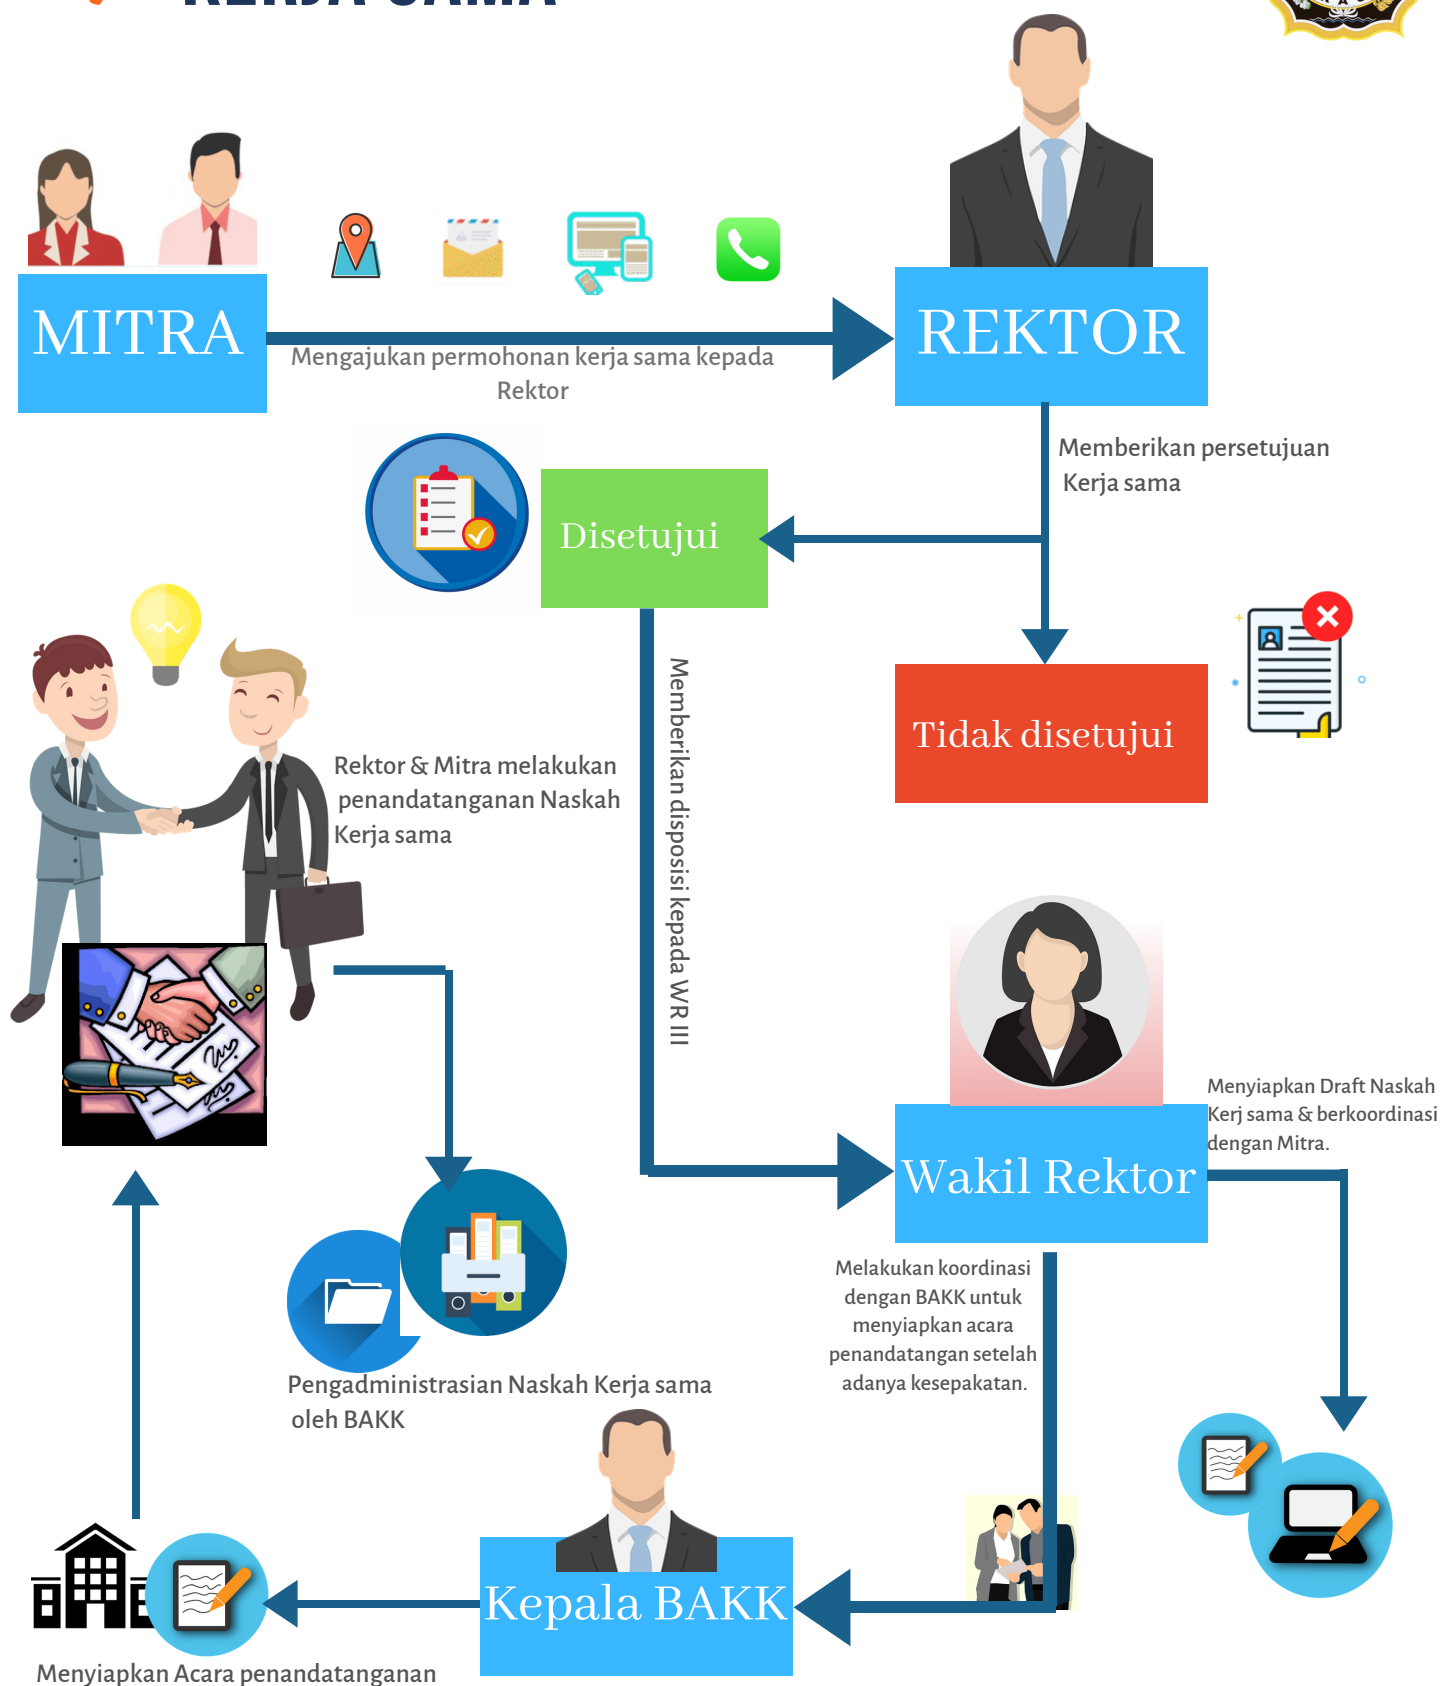 KERJA SAMA
MITRA
REKTOR
Mengajukan permohonan kerja sama kepada
Rektor
Memberikan persetujuan
Kerja sama
Disetujui
Tidak disetujui
Memberikan disposisi kepada WR III
Rektor & Mitra melakukan
penandatanganan Naskah
Kerja sama
Menyiapkan Draft Naskah
Kerj sama & berkoordinasi
dengan Mitra.
Wakil Rektor
Melakukan koordinasi
dengan BAKK untuk
menyiapkan acara
penandatangan setelah
adanya kesepakatan.
Pengadministrasian Naskah Kerja sama
oleh BAKK
Kepala BAKK
Menyiapkan Acara penandatanganan